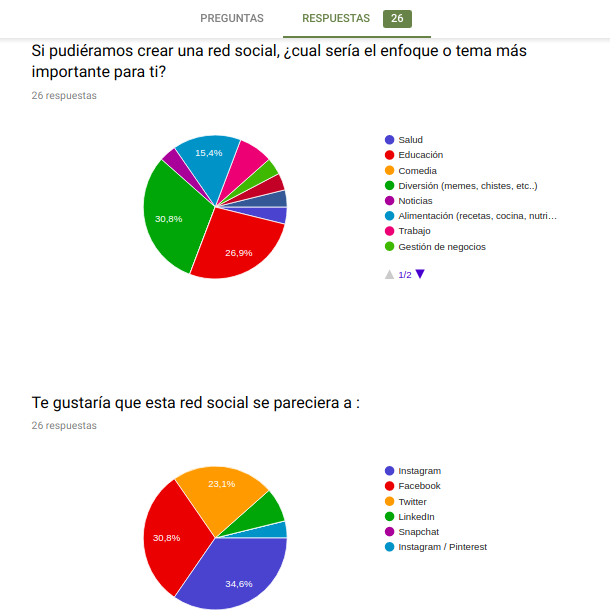 PREGUNTAS RESPUESTAS 26
Si pudiéramos crear una red social, ¿cual sería el enfoque o tema más
importante para ti?
26 respuestas
15,4%
30,8%
26,9%
Salud
Educación
Comedia
Diversión (memes, chistes, etc..)
Noticias
Alimentación (recetas, cocina, nutri…
Trabajo
Gestión de negocios
1/2
Te gustaría que esta red social se pareciera a :
26 respuestas
23,1%
30,8%
34,6%
Instagram
Facebook
Twitter
LinkedIn
Snapchat
Instagram / Pinterest